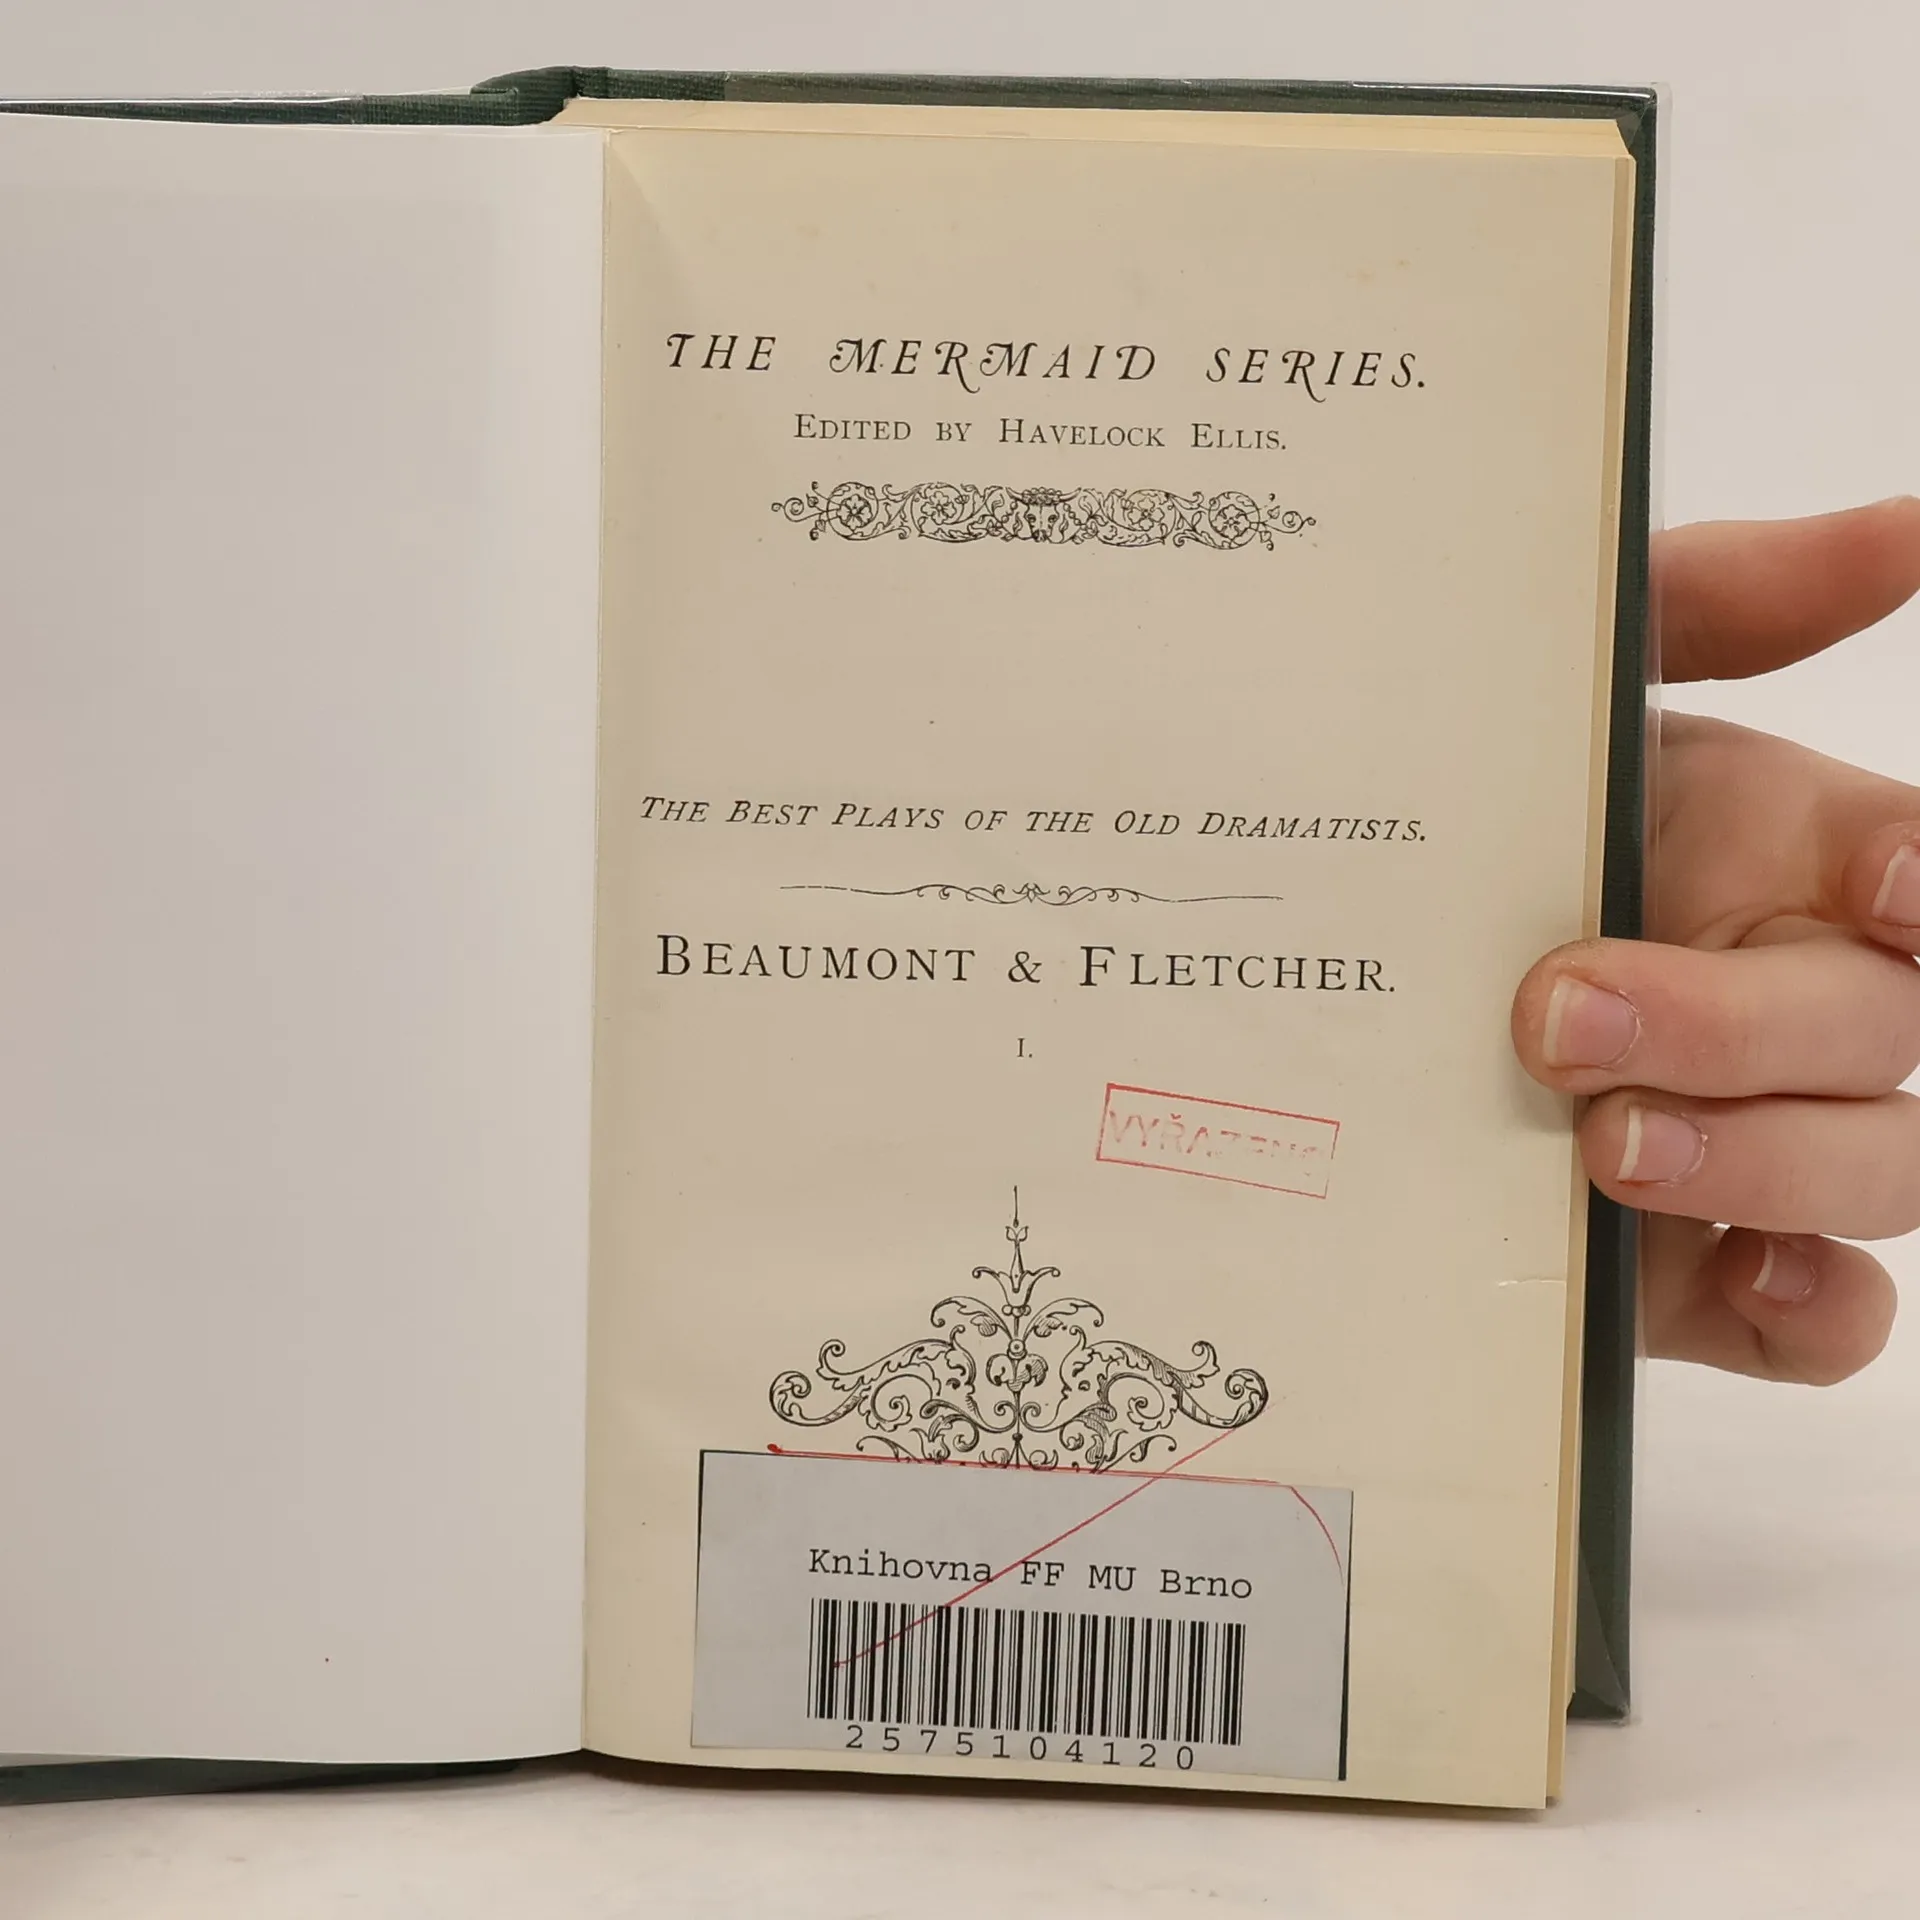 THE MERMAID SERIES.
EDITED BY HAVELOCK ELLIS.
THE BEST PLAYS OF THE OLD DRAMATISTS.
BEAUMONT & FLETCHER.
I.
VYŘAZENO
Knihovna FF MU Brno
2575104120